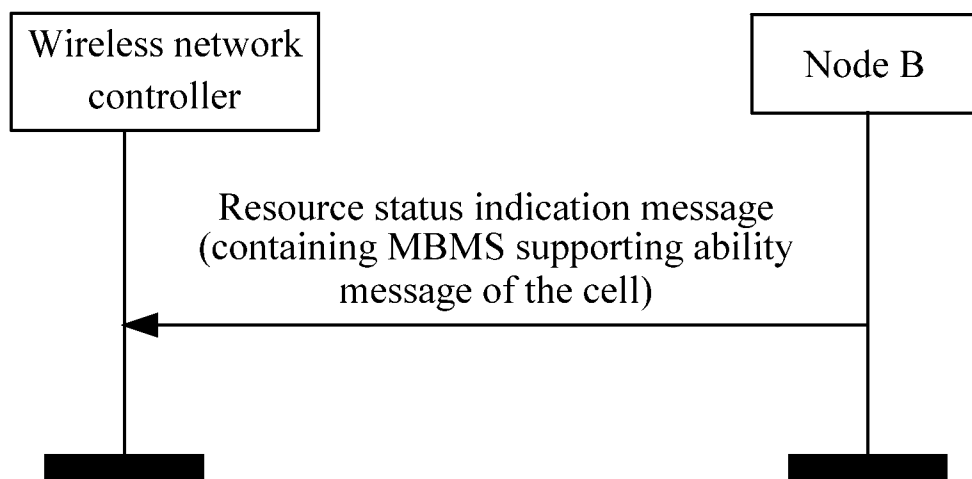 Wireless network
controller
Node B
Resource status indication message
(containing MBMS supporting ability
message of the cell)